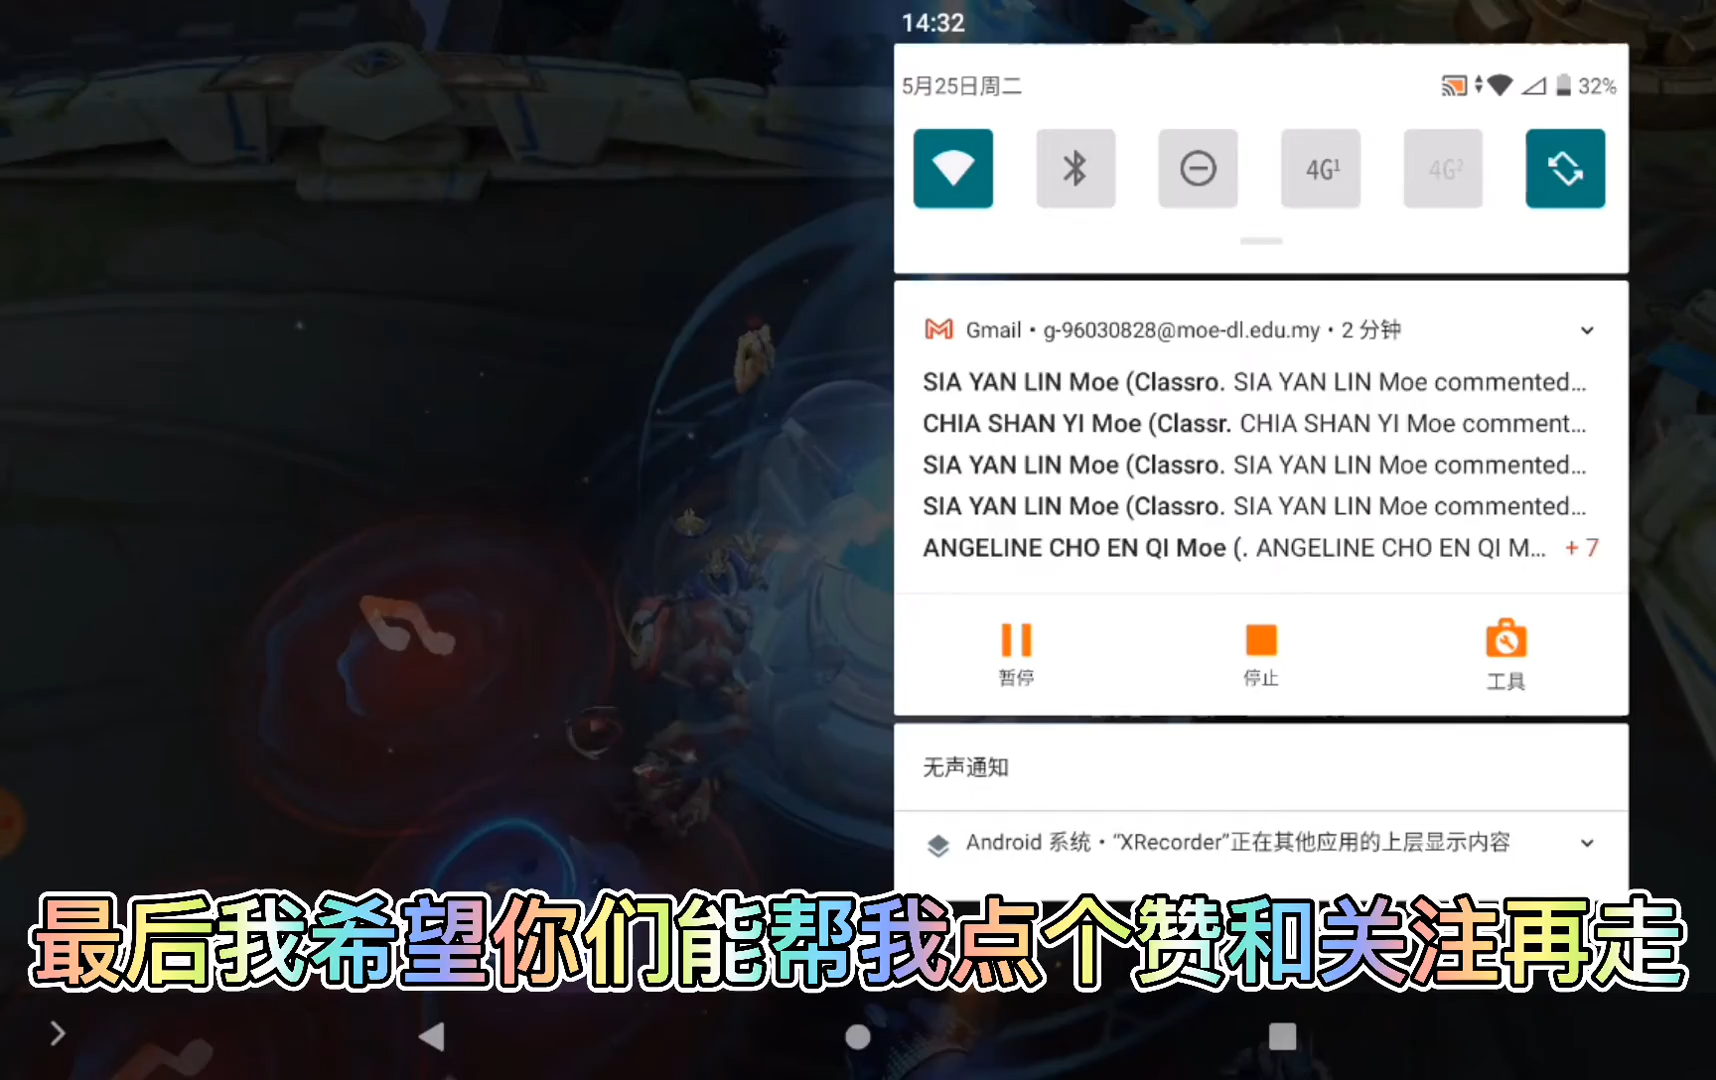 14:32
5月25日周二
32%
4G¹
4G²
Gmail • g-96030828@moe-dl.edu.my • 2 分钟
SIA YAN LIN Moe (Classro. SIA YAN LIN Moe commented...
CHIA SHAN YI Moe (Classr. CHIA SHAN YI Moe comment...
SIA YAN LIN Moe (Classro. SIA YAN LIN Moe commented...
SIA YAN LIN Moe (Classro. SIA YAN LIN Moe commented...
ANGELINE CHO EN QI Moe (. ANGELINE CHO EN QI M... + 7
暂停
停止
工具
无声通知
Android 系统 • “XRecorder”正在其他应用的上层显示内容
最后我希望你们能帮我点个赞和关注再走